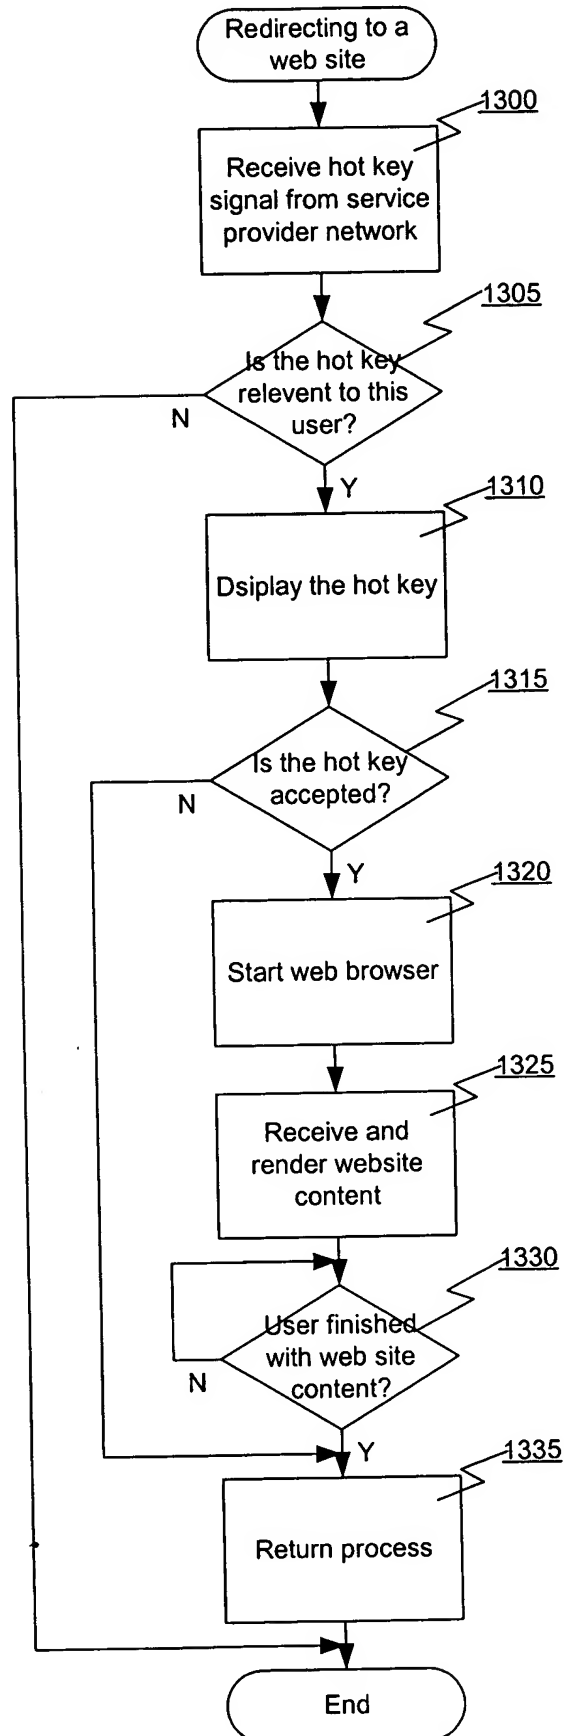 Redirecting to a
web site
1300
Receive hot key
signal from service
provider network
1305
Is the hot key
relevent to this
user?
N
Y
1310
Dsiplay the hot key
1315
Is the hot key
accepted?
N
Y
1320
Start web browser
1325
Receive and
render website
content
1330
User finished
with web site
content?
N
Y
1335
Return process
End